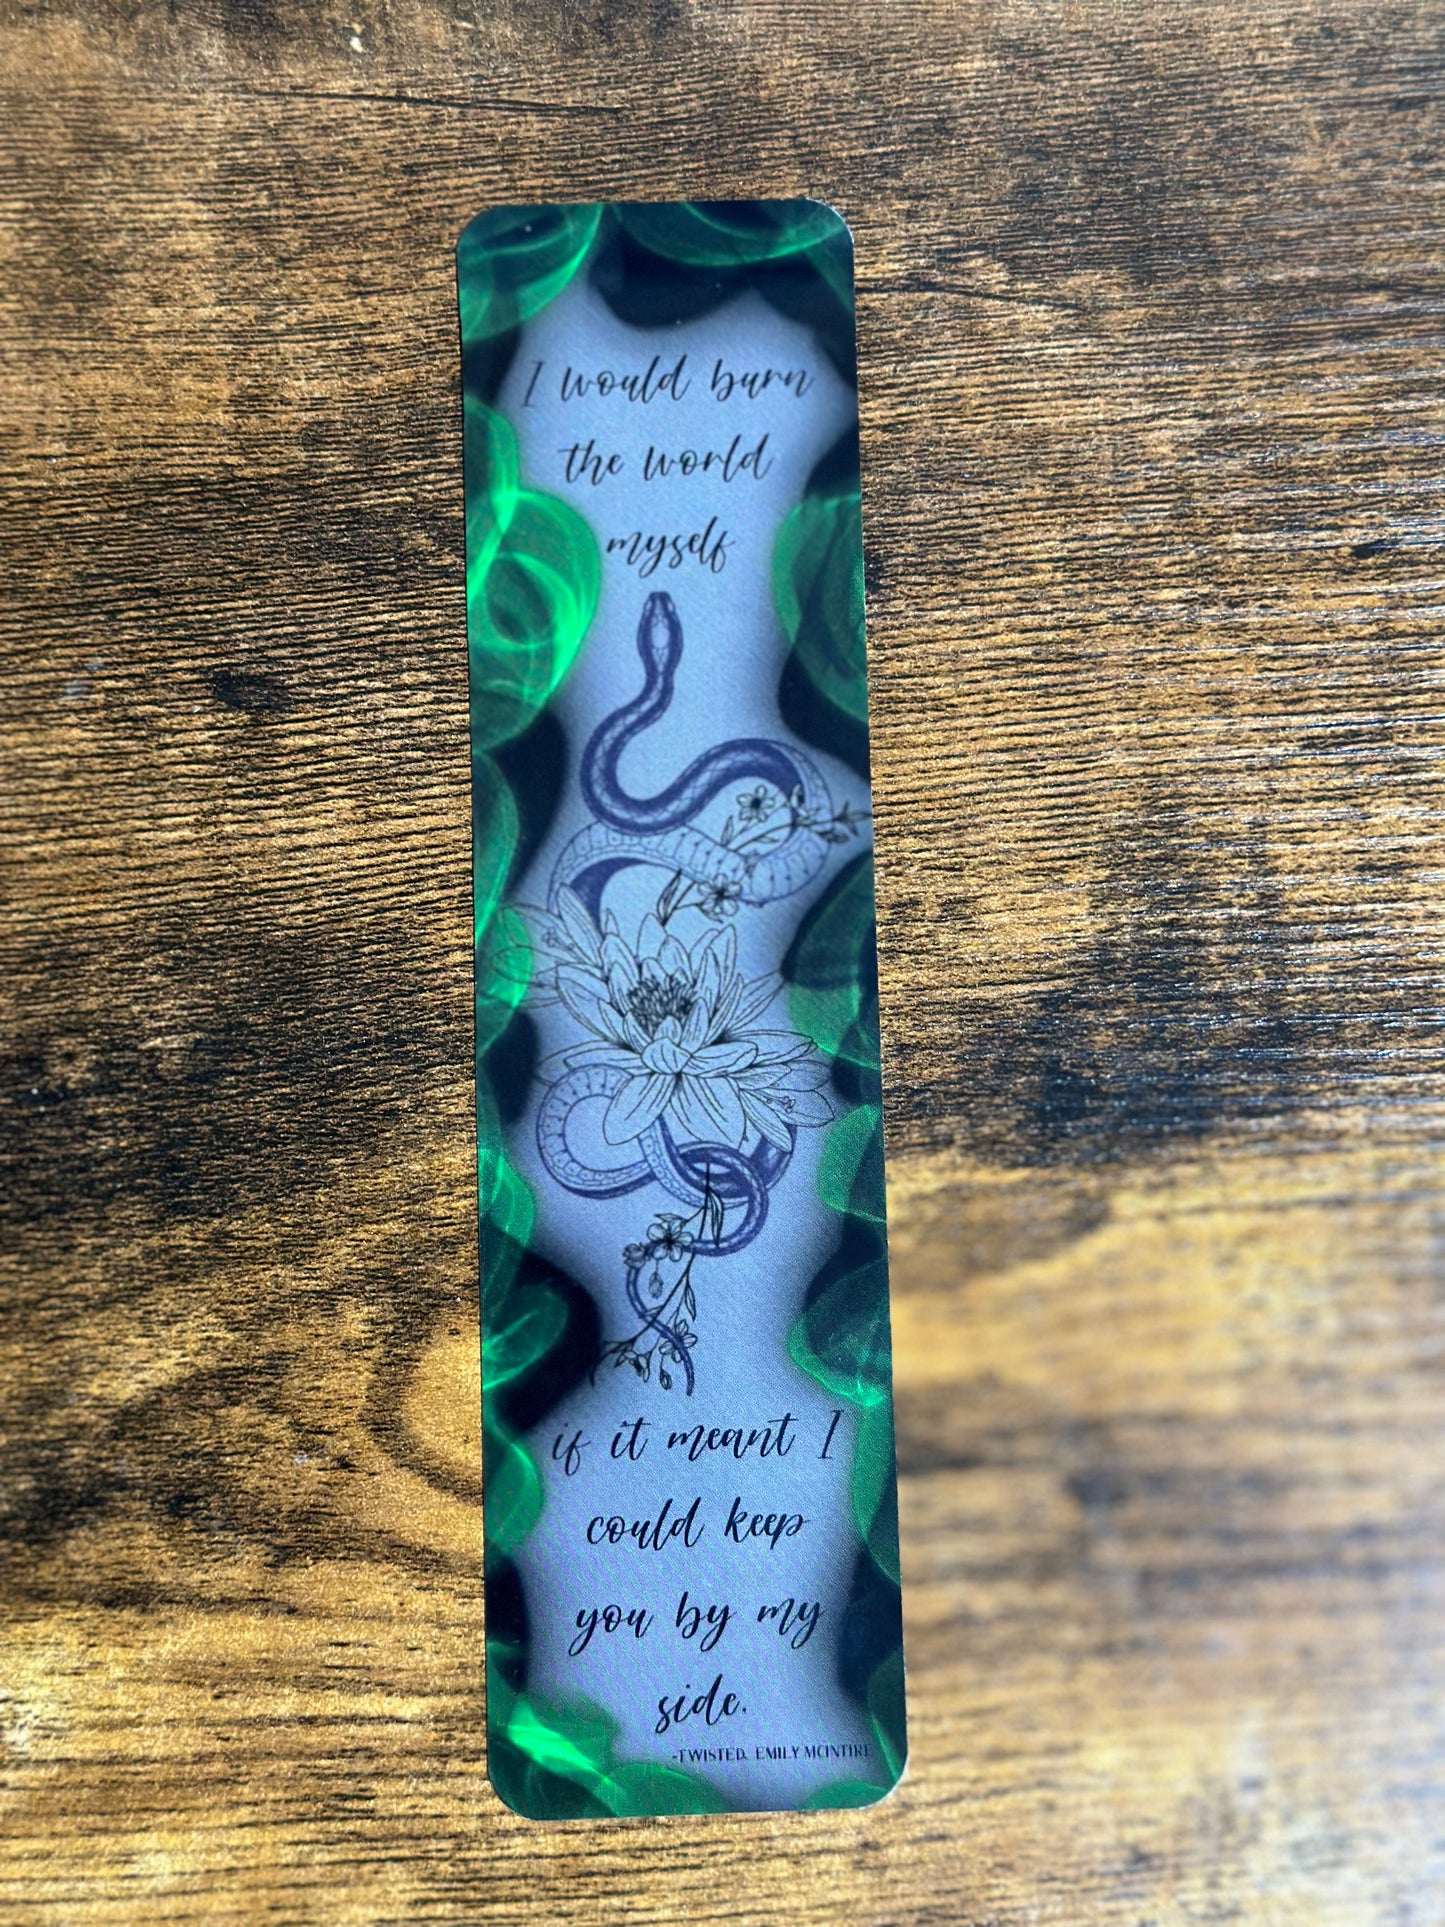 I would burn
the world
myself
if it meant I
could keep
you by my
side.
-TWISTED, EMILY MCINTIRE